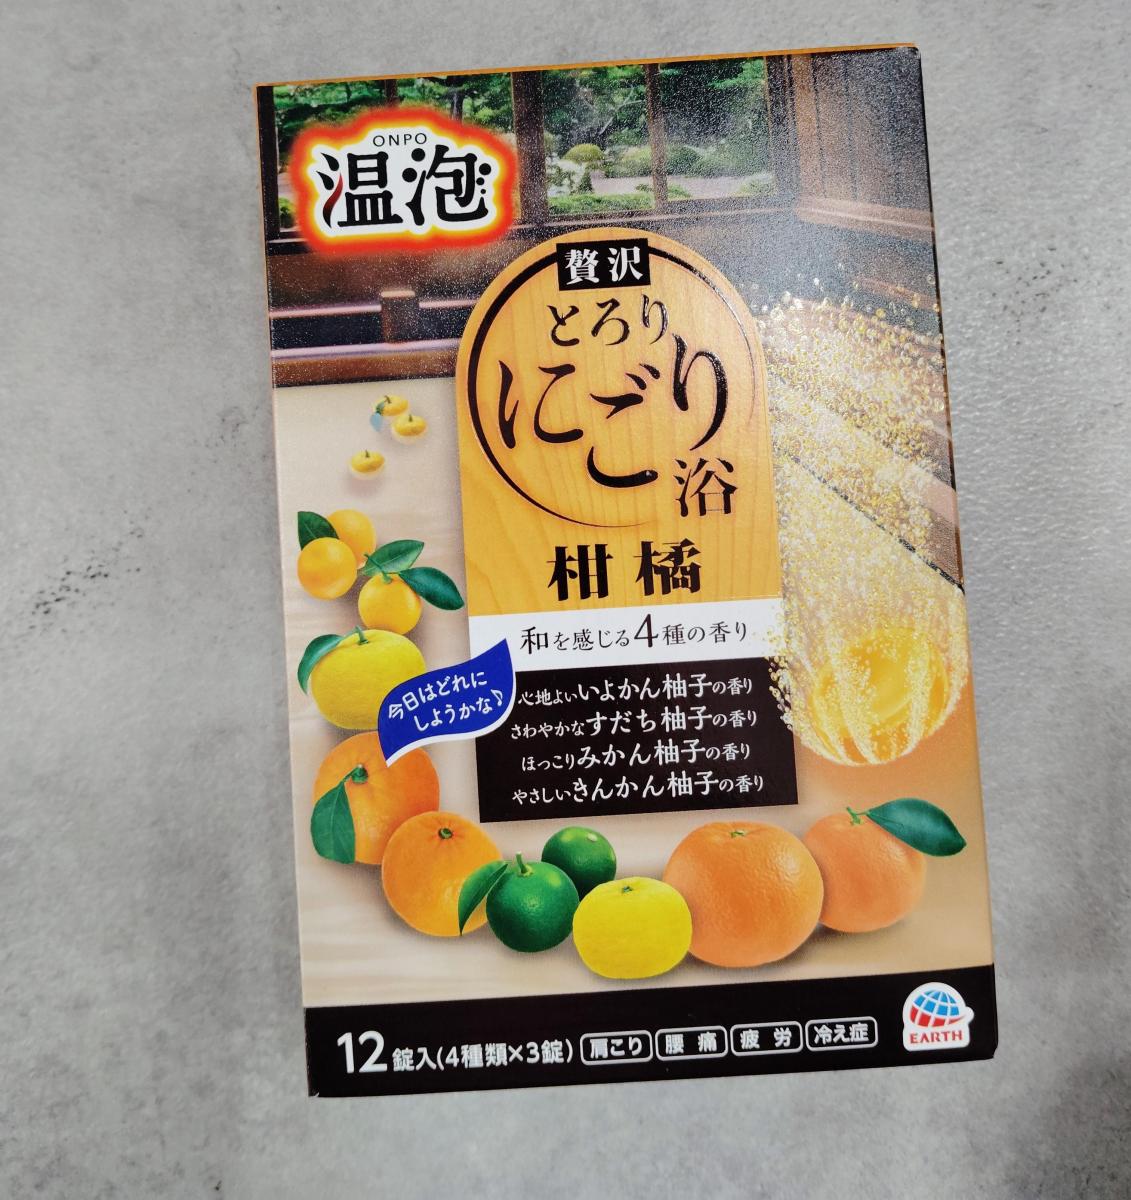 ONPO
温泡
贅沢
とろり
にごり
浴
柑橘
和を感じる4種の香り
今日はどれに
しようかな♪
心地よいいよかん柚子の香り
さわやかなすだち柚子の香り
ほっこりみかん柚子の香り
やさしいきんかん柚子の香り
12錠入(4種類×3錠) 肩こり 腰痛 疲労 冷え症
EARTH